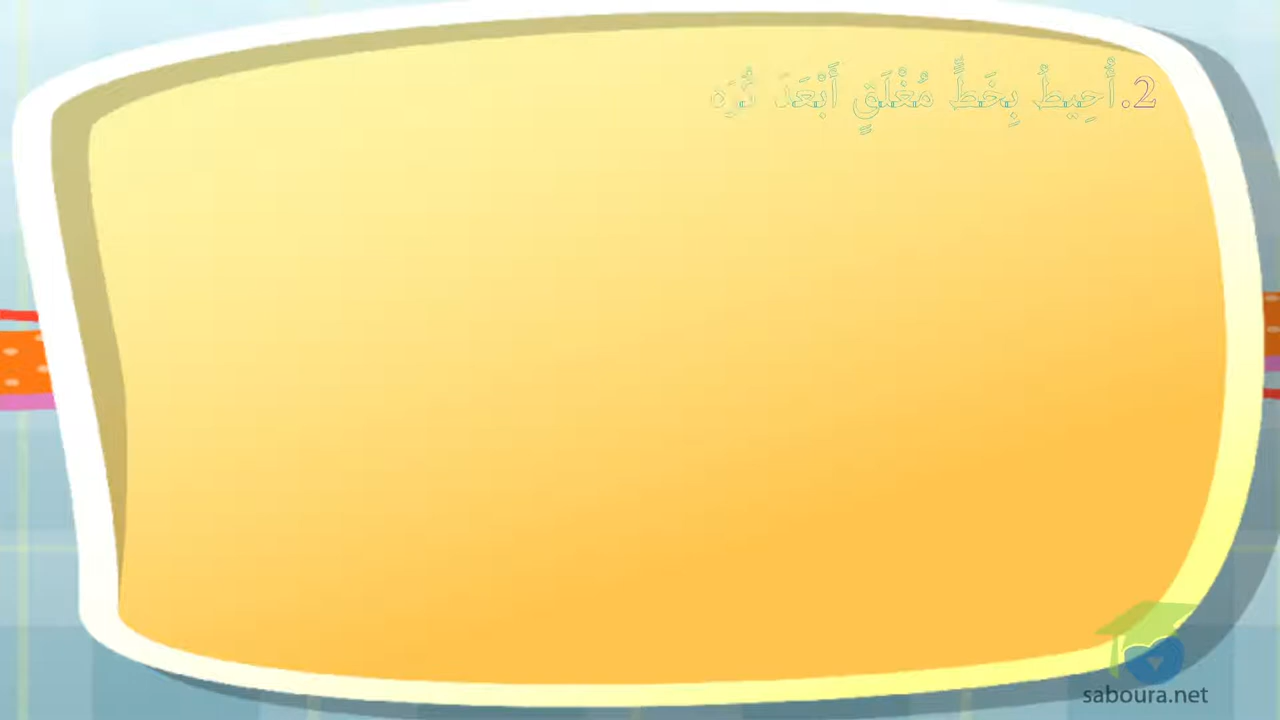 2. أُحِيطُ بِخَطٍّ مُغْلَقٍ أَبْعَدَ
saboura.net